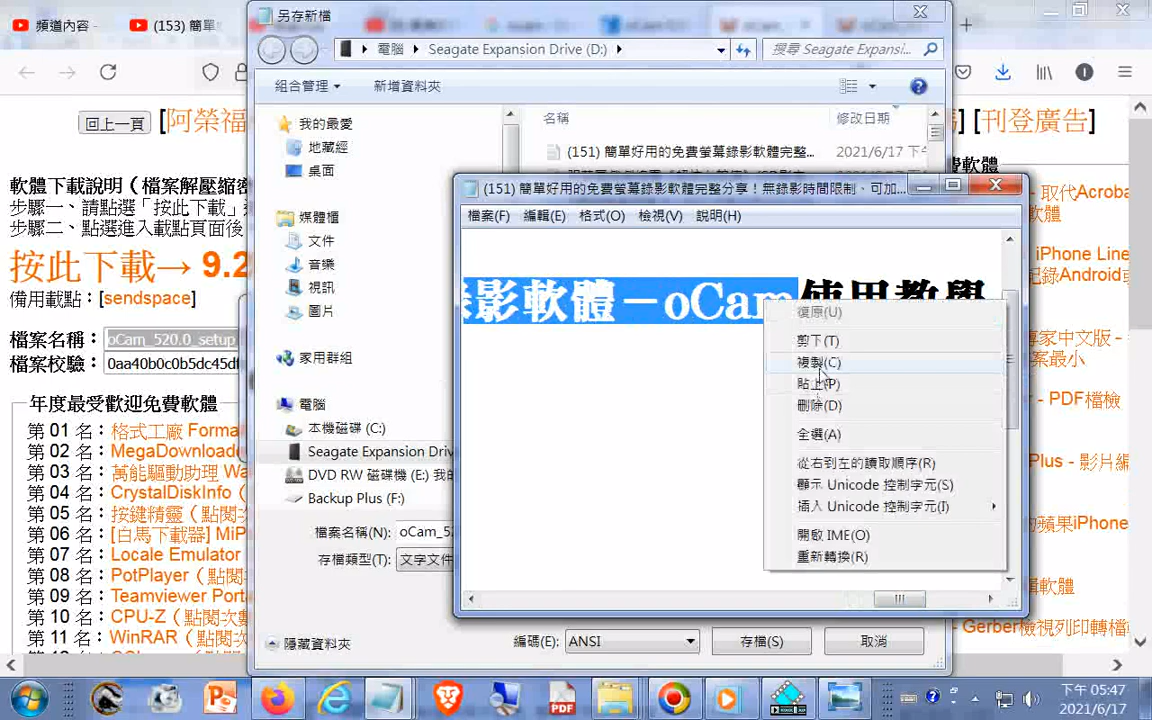 另存新檔
頻道內容
(153) 簡單
電腦
Seagate Expansion Drive (D:)
搜尋 Seagate Expansi...
組合管理
新增資料夾
回上一頁
[阿榮福
] [刊登廣告]
我的最愛
地藏經
桌面
名稱
修改日期
(151) 簡單好用的免費螢幕錄影軟體完整...
2021/6/17 下午
軟體下載說明（檔案解壓縮
步驟一、請點選「按此下載」
步驟二、點選進入載點頁面後
按此下載→ 9.2
備用載點：[sendspace]
檔案名稱：
oCam_520.0_setup
檔案校驗：
0aa40b0c0b5dc45df
媒體櫃
文件
音樂
視訊
圖片
家用群組
電腦
本機磁碟 (C:)
Seagate Expansion Driv
DVD RW 磁碟機 (E:) 我的
Backup Plus (F:)
(151) 簡單好用的免費螢幕錄影軟體完整分享！無錄影時間限制、可加...
檔案(F) 編輯(E) 格式(O) 檢視(V) 說明(H)
影軟體－oCam使用教學
復原(U)
剪下(T)
複製(C)
貼上(P)
刪除(D)
全選(A)
從右到左的讀取順序(R)
顯示 Unicode 控制字元(S)
插入 Unicode 控制字元(I)
開啟 IME(O)
重新轉換(R)
年度最受歡迎免費軟體
第 01 名：格式工廠 Forma
第 02 名：MegaDownload
第 03 名：萬能驅動助理 Wa
第 04 名：CrystalDiskInfo（
第 05 名：按鍵精靈（點閱
第 06 名：[白馬下載器] MiP
第 07 名：Locale Emulator
第 08 名：PotPlayer（點閱
第 09 名：Teamviewer Port
第 10 名：CPU-Z（點閱次數
第 11 名：WinRAR（點閱次
- 取代Acroba
軟體
iPhone Line
記錄Android或
專家中文版 -
案最小
- PDF檔檢
Plus - 影片編
的蘋果iPhone
軟體
- Gerber檢視列印轉檔
檔案名稱(N):
oCam_52
存檔類型(T):
文字文件
隱藏資料夾
編碼(E):
ANSI
存檔(S)
取消
下午 05:47
2021/6/17